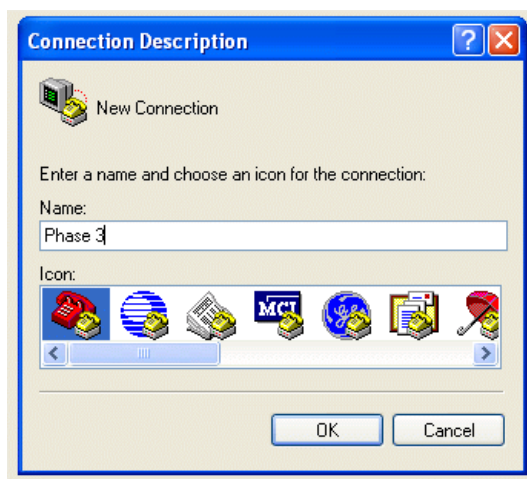 Connection Description
New Connection
Enter a name and choose an icon for the connection:
Name:
Phase 3
Icon:
MCI
OK
Cancel